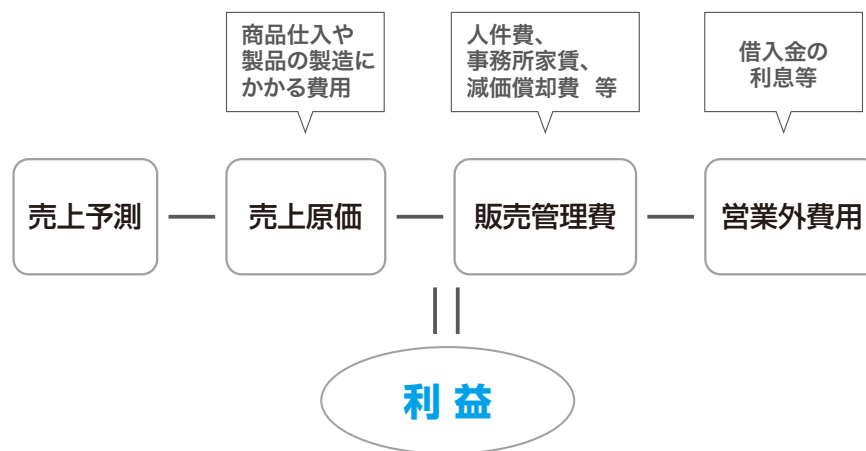 商品仕入や
製品の製造に
かかる費用
人件費、
事務所家賃、
減価償却費 等
借入金の
利息等
売上予測 — 売上原価 — 販売管理費 — 営業外費用
利益